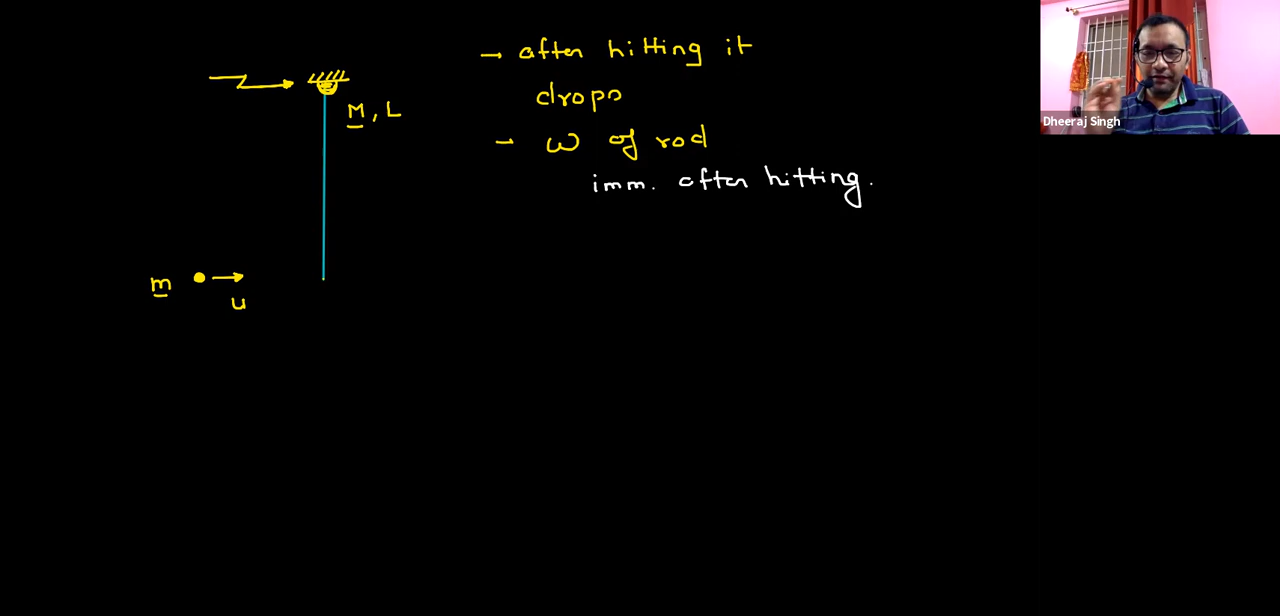 → after hitting it
drops
- ω of rod
imm. after hitting.
M, L
m
u
Dheeraj Singh